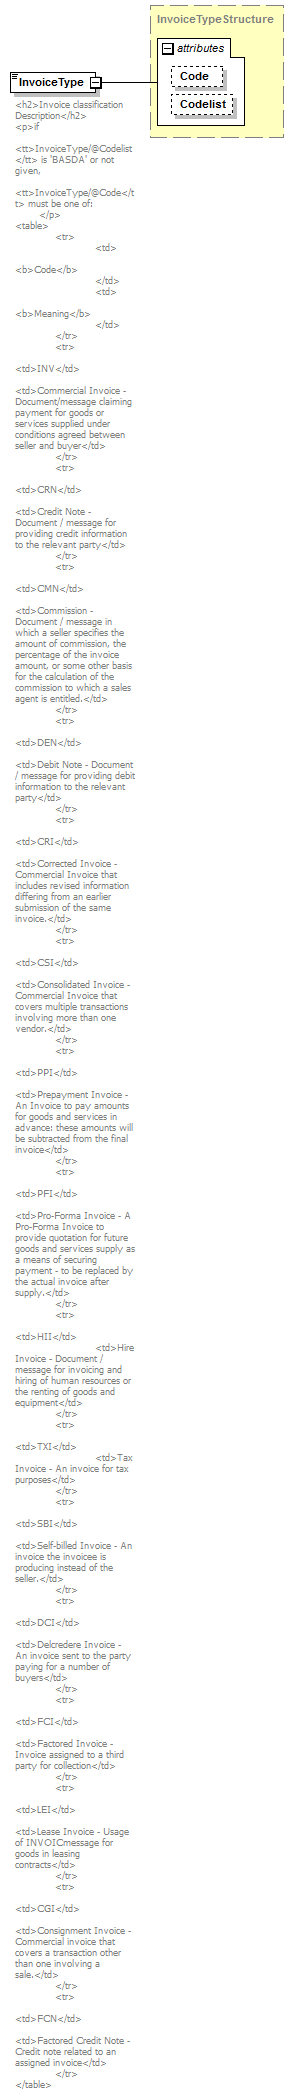 InvoiceTypeStructure
attributes
Code
Codelist
InvoiceType
<h2>Invoice classification
Description</h2>
<p>if
<tt>InvoiceType/@Codelist
</tt> is 'BASDA' or not
given,
<tt>InvoiceType/@Code</t
t> must be one of:
</p>
<table>
<tr>
<td>
<b>Code</b>
</td>
<td>
<b>Meaning</b>
</td>
</tr>
<tr>
<td>INV</td>
<td>Commercial Invoice -
Document/message claiming
payment for goods or
services supplied under
conditions agreed between
seller and buyer</td>
</tr>
<tr>
<td>CRN</td>
<td>Credit Note -
Document / message for
providing credit information
to the relevant party</td>
</tr>
<tr>
<td>CMN</td>
<td>Commission -
Document / message in
which a seller specifies the
amount of commission, the
percentage of the invoice
amount, or some other basis
for the calculation of the
commission to which a sales
agent is entitled.</td>
</tr>
<tr>
<td>DEN</td>
<td>Debit Note - Document
/ message for providing debit
information to the relevant
party</td>
</tr>
<tr>
<td>CRI</td>
<td>Corrected Invoice -
Commercial Invoice that
includes revised information
differing from an earlier
submission of the same
invoice.</td>
</tr>
<tr>
<td>CSI</td>
<td>Consolidated Invoice -
Commercial Invoice that
covers multiple transactions
involving more than one
vendor.</td>
</tr>
<tr>
<td>PPI</td>
<td>Prepayment Invoice -
An Invoice to pay amounts
for goods and services in
advance: these amounts will
be subtracted from the final
invoice</td>
</tr>
<tr>
<td>PFI</td>
<td>Pro-Forma Invoice - A
Pro-Forma Invoice to
provide quotation for future
goods and services supply as
a means of securing
payment - to be replaced by
the actual invoice after
supply.</td>
</tr>
<tr>
<td>HII</td>
<td>Hire
Invoice - Document /
message for invoicing and
hiring of human resources or
the renting of goods and
equipment</td>
</tr>
<tr>
<td>TXI</td>
<td>Tax
Invoice - An invoice for tax
purposes</td>
</tr>
<tr>
<td>SBI</td>
<td>Self-billed Invoice - An
invoice the invoicee is
producing instead of the
seller.</td>
</tr>
<tr>
<td>DCI</td>
<td>Delcredere Invoice -
An invoice sent to the party
paying for a number of
buyers</td>
</tr>
<tr>
<td>FCI</td>
<td>Factored Invoice -
Invoice assigned to a third
party for collection</td>
</tr>
<tr>
<td>LEI</td>
<td>Lease Invoice - Usage
of INVOICmessage for
goods in leasing
contracts</td>
</tr>
<tr>
<td>CGI</td>
<td>Consignment Invoice -
Commercial invoice that
covers a transaction other
than one involving a
sale.</td>
</tr>
<tr>
<td>FCN</td>
<td>Factored Credit Note -
Credit note related to an
assigned invoice</td>
</tr>
</table>